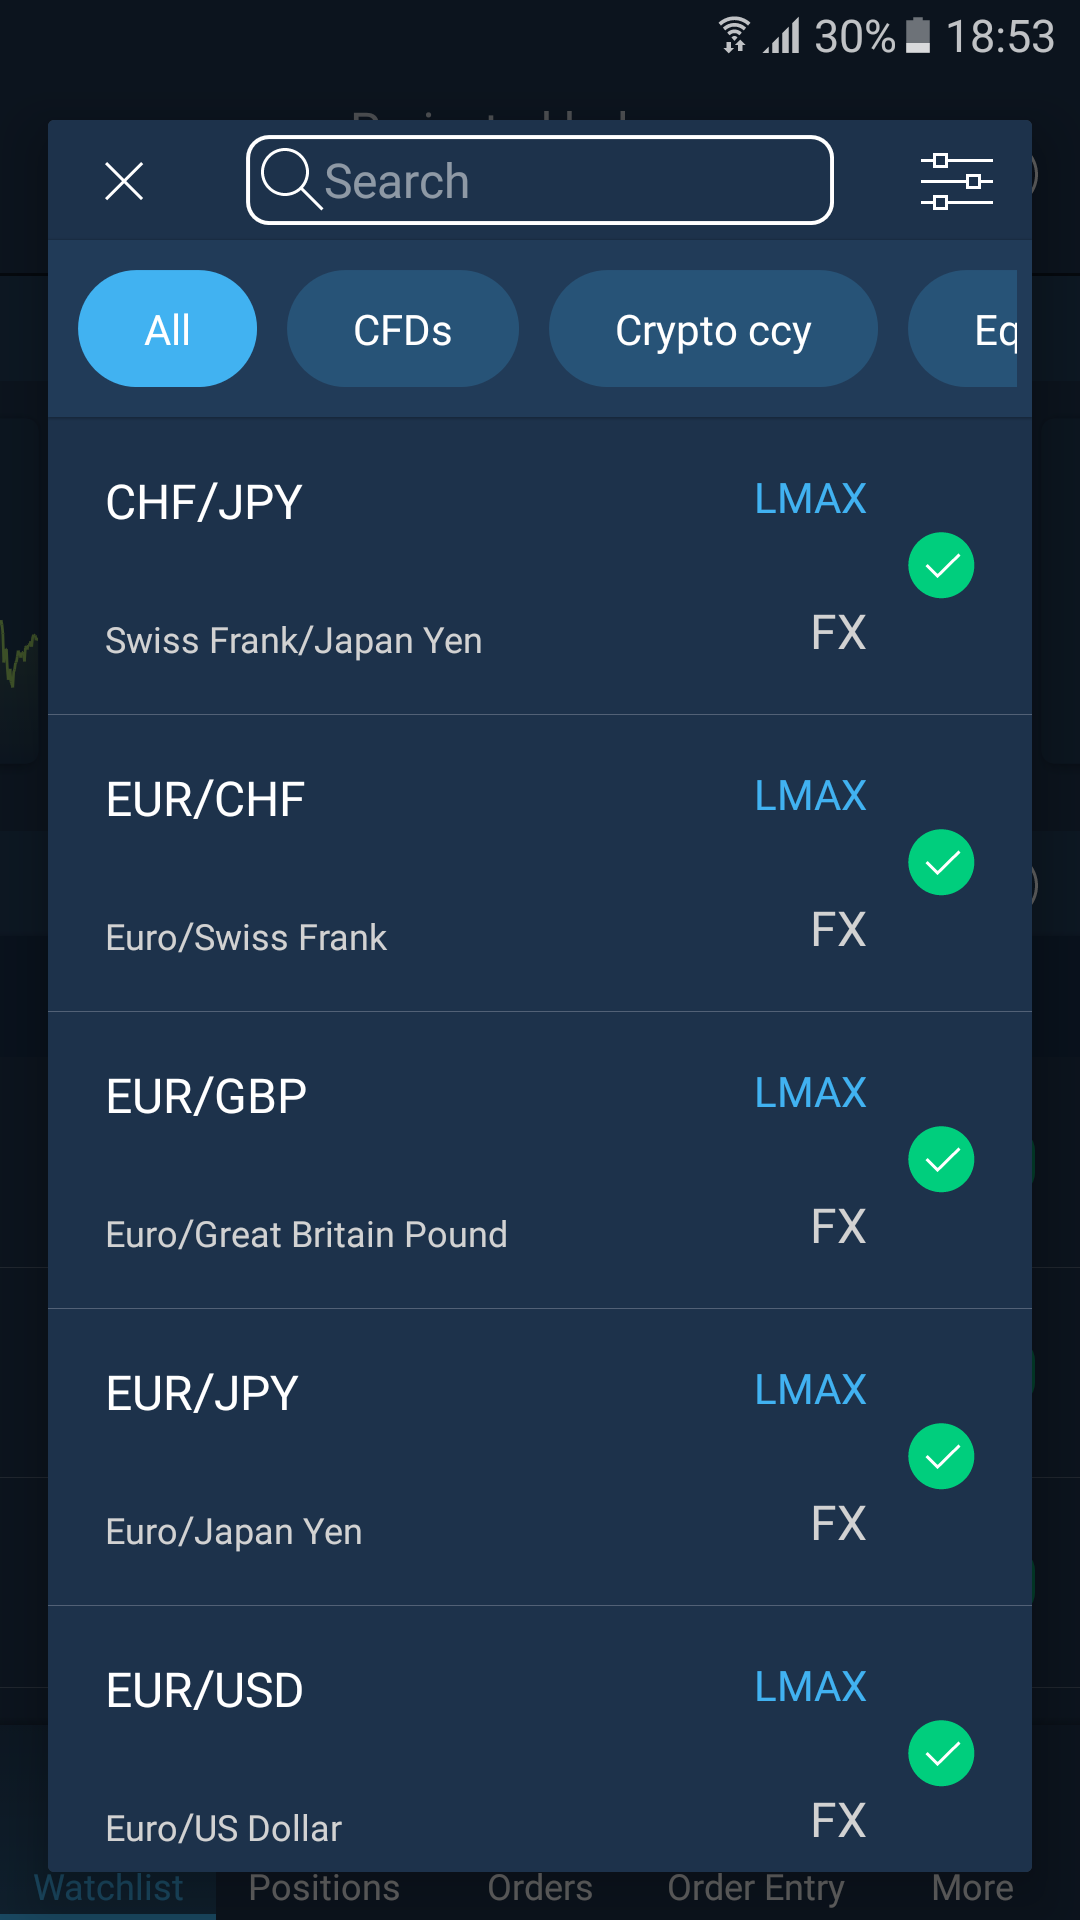 30% 18:53
Search
All CFDs Crypto ccy Eq
CHF/JPY LMAX
Swiss Frank/Japan Yen FX
EUR/CHF LMAX
Euro/Swiss Frank FX
EUR/GBP LMAX
Euro/Great Britain Pound FX
EUR/JPY LMAX
Euro/Japan Yen FX
EUR/USD LMAX
Euro/US Dollar FX
Watchlist Positions Orders Order Entry More